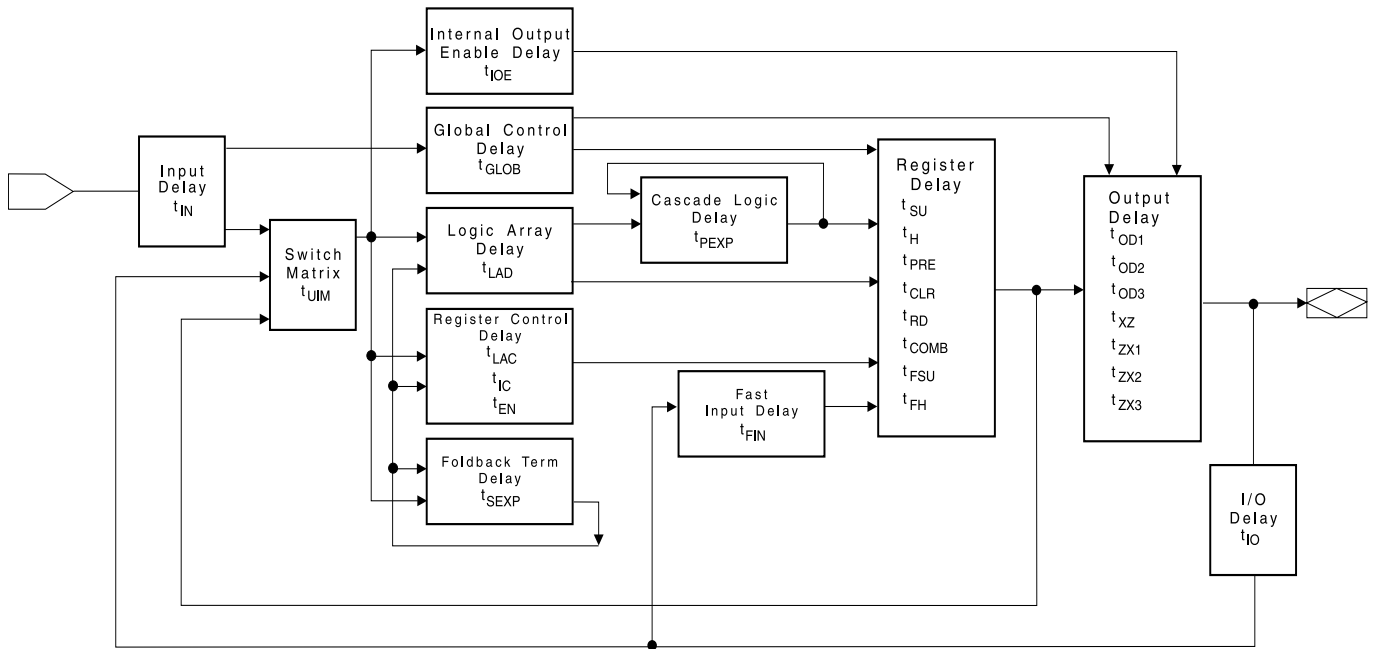 Internal Output
Enable Delay
tIOE
Global Control
Delay
tGLOB
Input
Delay
tIN
Switch
Matrix
tUIM
Logic Array
Delay
tLAD
Cascade Logic
Delay
tPEXP
Register Control
Delay
tLAC
tIC
tEN
Fast
Input Delay
tFIN
Foldback Term
Delay
tSEXP
Register
Delay
tSU
tH
tPRE
tCLR
tRD
tCOMB
tFSU
tFH
Output
Delay
tOD1
tOD2
tOD3
tXZ
tZX1
tZX2
tZX3
I/O
Delay
tIO